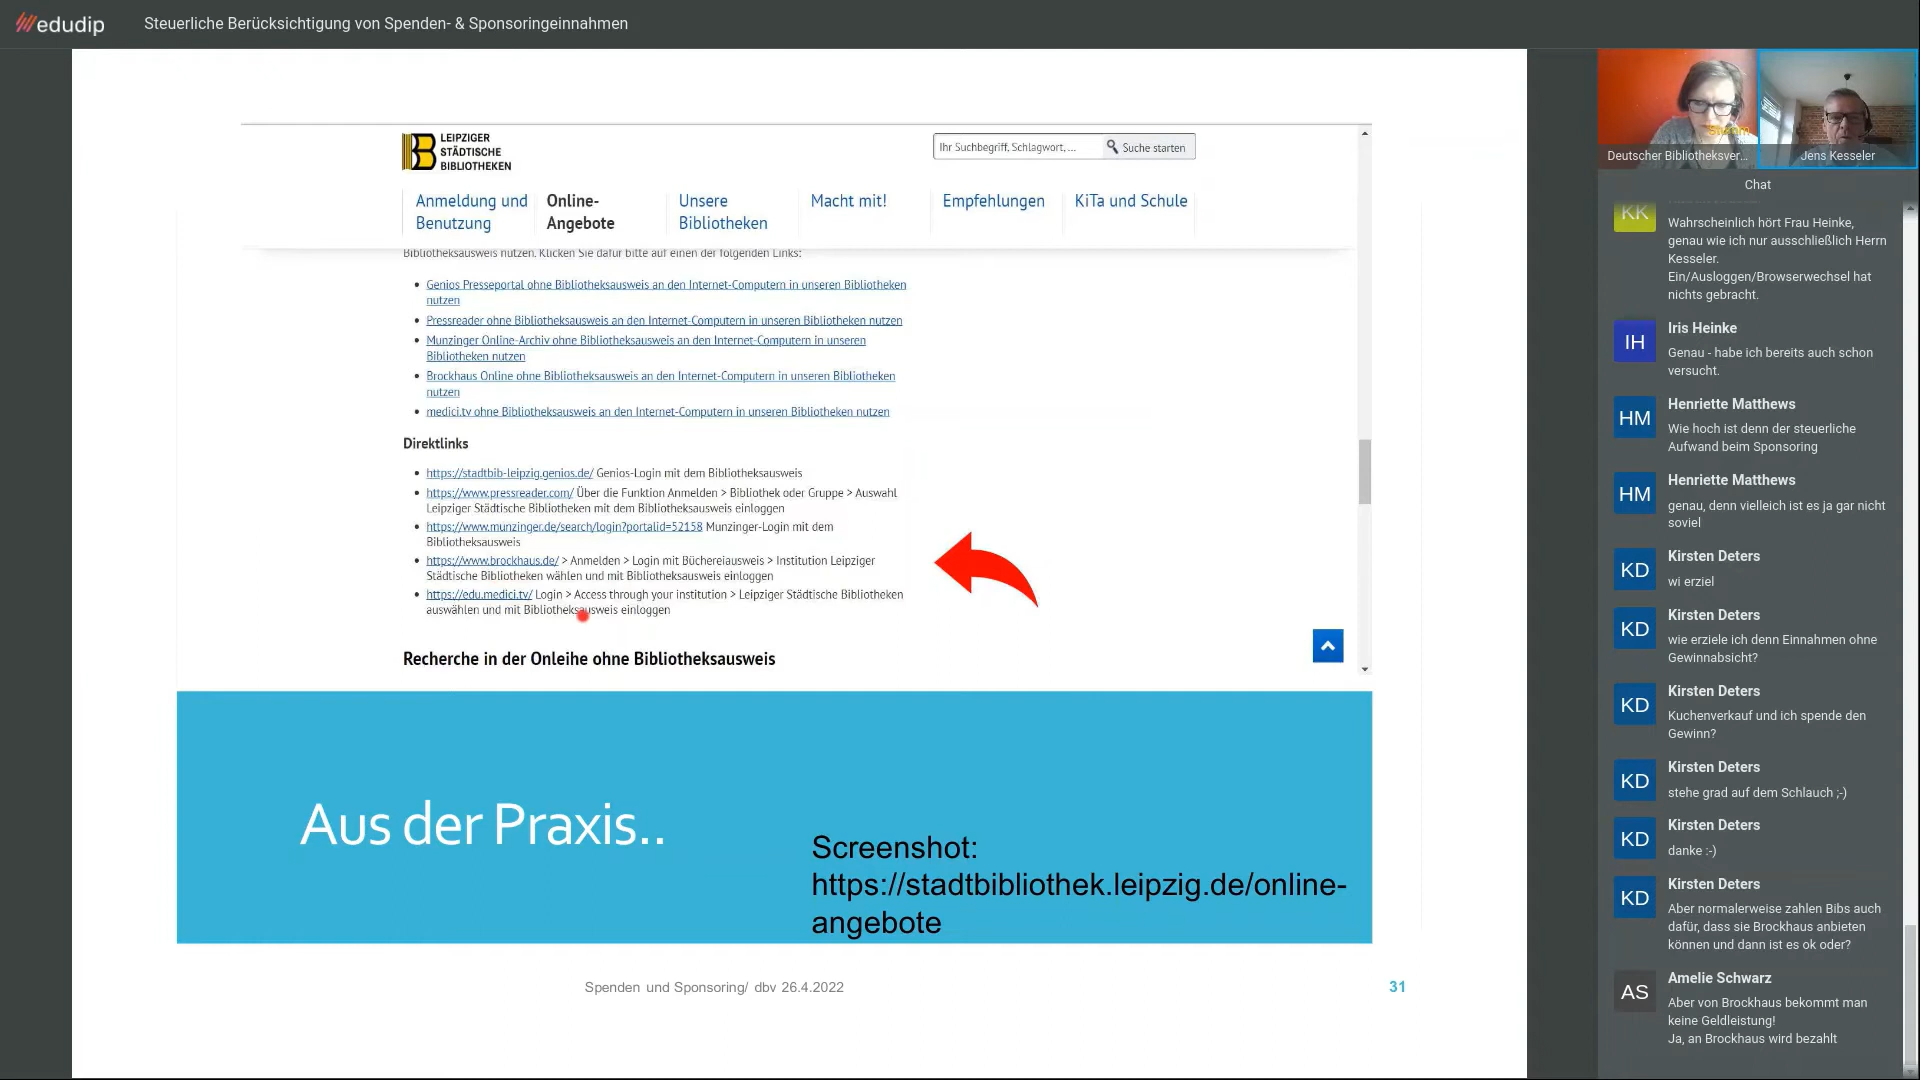 edudip
Steuerliche Berücksichtigung von Spenden- & Sponsoringeinnahmen
LEIPZIGER
STÄDTISCHE
BIBLIOTHEKEN
Ihr Suchbegriff, Schlagwort, ...
Suche starten
Anmeldung und
Benutzung
Online-
Angebote
Unsere
Bibliotheken
Macht mit!
Empfehlungen
KiTa und Schule
Bibliotheksausweis nutzen. Klicken Sie dafür bitte auf einen der folgenden Links:
• Genios Presseportal ohne Bibliotheksausweis an den Internet-Computern in unseren Bibliotheken
nutzen
• Pressreader ohne Bibliotheksausweis an den Internet-Computern in unseren Bibliotheken nutzen
• Munzinger Online-Archiv ohne Bibliotheksausweis an den Internet-Computern in unseren
Bibliotheken nutzen
• Brockhaus Online ohne Bibliotheksausweis an den Internet-Computern in unseren Bibliotheken
nutzen
• medici.tv ohne Bibliotheksausweis an den Internet-Computern in unseren Bibliotheken nutzen
Direktlinks
• https://stadtbib-leipzig.genios.de/ Genios-Login mit dem Bibliotheksausweis
• https://www.pressreader.com/ Über die Funktion Anmelden > Bibliothek oder Gruppe > Auswahl
Leipziger Städtische Bibliotheken mit dem Bibliotheksausweis einloggen
• https://www.munzinger.de/search/login?portalid=52158 Munzinger-Login mit dem
Bibliotheksausweis
• https://www.brockhaus.de/ > Anmelden > Login mit Büchereiausweis > Institution Leipziger
Städtische Bibliotheken wählen und mit Bibliotheksausweis einloggen
• https://edu.medici.tv/ Login > Access through your institution > Leipziger Städtische Bibliotheken
auswählen und mit Bibliotheksausweis einloggen
Recherche in der Onleihe ohne Bibliotheksausweis
Aus der Praxis..
Screenshot:
https://stadtbibliothek.leipzig.de/online-
angebote
Spenden und Sponsoring/ dbv 26.4.2022
31
Stumm
Deutscher Bibliotheksver...
Jens Kesseler
Chat
KK
Wahrscheinlich hört Frau Heinke,
genau wie ich nur ausschließlich Herrn
Kesseler.
Ein/Ausloggen/Browserwechsel hat
nichts gebracht.
IH
Iris Heinke
Genau - habe ich bereits auch schon
versucht.
HM
Henriette Matthews
Wie hoch ist denn der steuerliche
Aufwand beim Sponsoring
HM
Henriette Matthews
genau, denn vielleich ist es ja gar nicht
soviel
KD
Kirsten Deters
wi erziel
KD
Kirsten Deters
wie erziele ich denn Einnahmen ohne
Gewinnabsicht?
KD
Kirsten Deters
Kuchenverkauf und ich spende den
Gewinn?
KD
Kirsten Deters
stehe grad auf dem Schlauch ;-)
KD
Kirsten Deters
danke :-)
KD
Kirsten Deters
Aber normalerweise zahlen Bibs auch
dafür, dass sie Brockhaus anbieten
können und dann ist es ok oder?
AS
Amelie Schwarz
Aber von Brockhaus bekommt man
keine Geldleistung!
Ja, an Brockhaus wird bezahlt